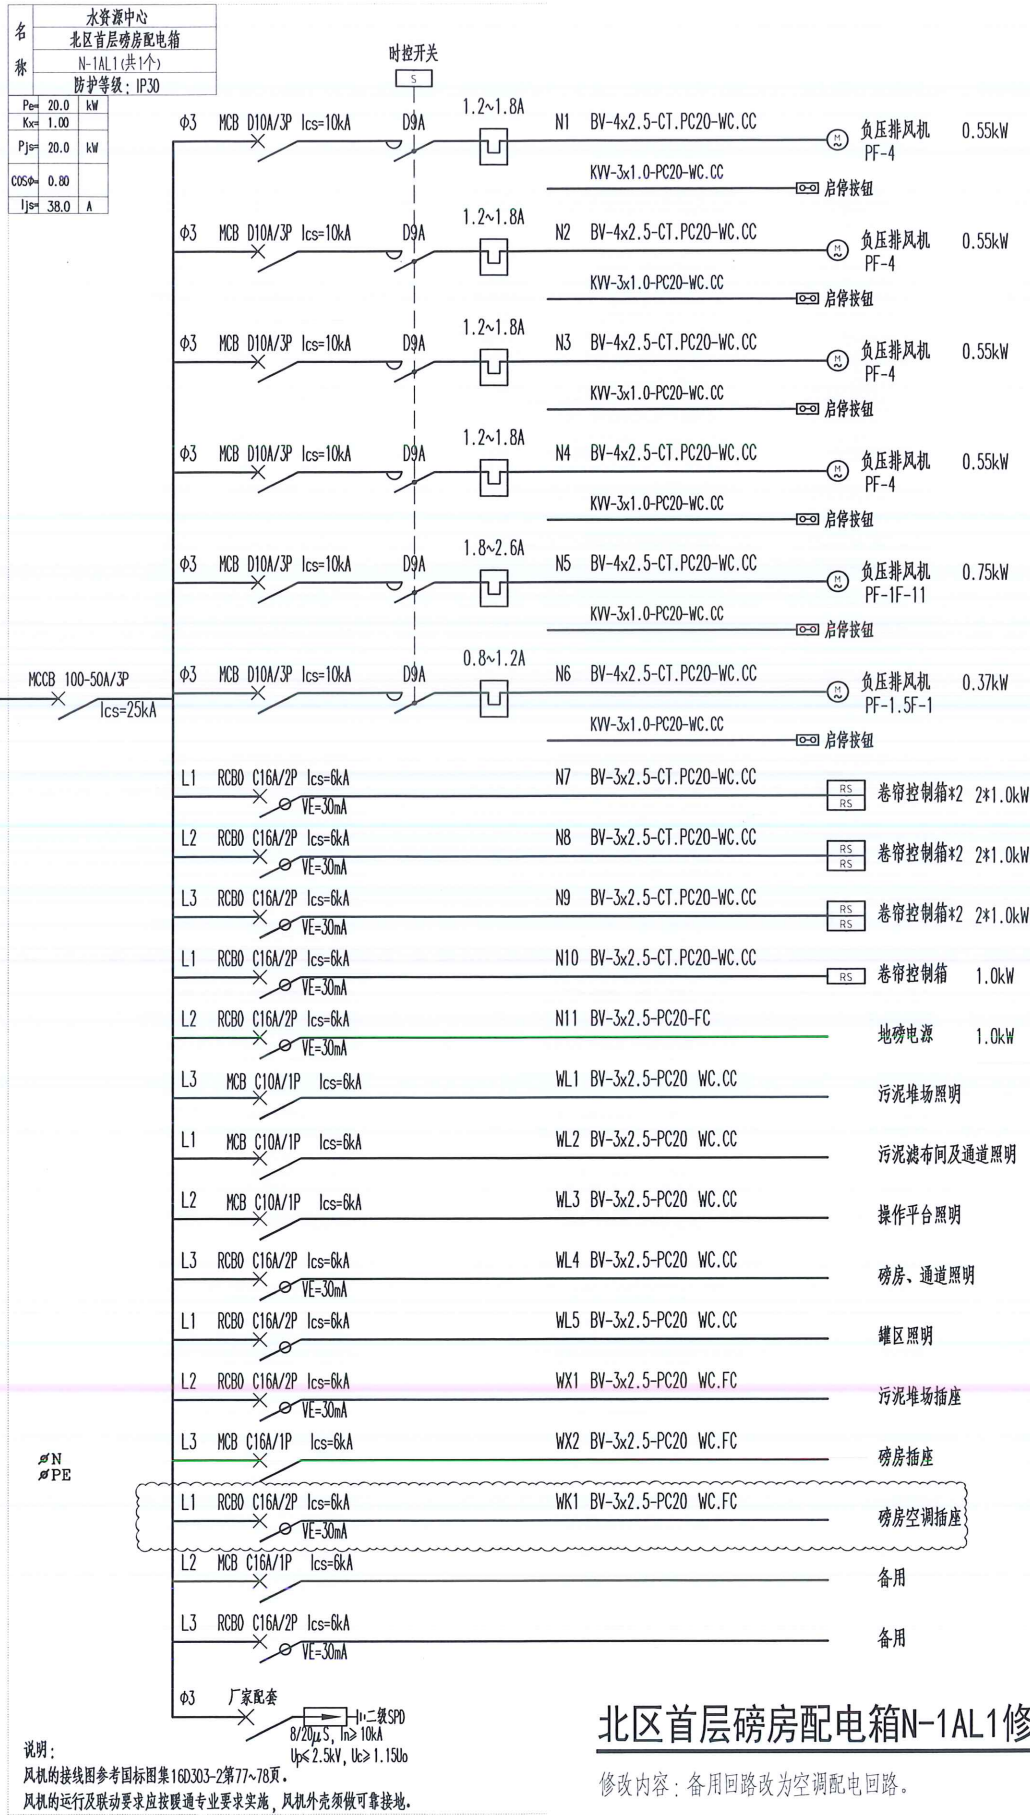 名称
水资源中心
北区首层磅房配电箱
N-1AL1(共1个)
防护等级：IP30
Pe= 20.0 kW
Kx= 1.00
Pjs= 20.0 kW
COSΦ= 0.80
Ijs= 38.0 A
时控开关
S
Φ3 MCB D10A/3P Ics=10kA D9A 1.2~1.8A N1 BV-4x2.5-CT.PC20-WC.CC M 负压排风机 0.55kW
PF-4
KVV-3x1.0-PC20-WC.CC 启停按钮
Φ3 MCB D10A/3P Ics=10kA D9A 1.2~1.8A N2 BV-4x2.5-CT.PC20-WC.CC M 负压排风机 0.55kW
PF-4
KVV-3x1.0-PC20-WC.CC 启停按钮
Φ3 MCB D10A/3P Ics=10kA D9A 1.2~1.8A N3 BV-4x2.5-CT.PC20-WC.CC M 负压排风机 0.55kW
PF-4
KVV-3x1.0-PC20-WC.CC 启停按钮
Φ3 MCB D10A/3P Ics=10kA D9A 1.2~1.8A N4 BV-4x2.5-CT.PC20-WC.CC M 负压排风机 0.55kW
PF-4
KVV-3x1.0-PC20-WC.CC 启停按钮
Φ3 MCB D10A/3P Ics=10kA D9A 1.8~2.6A N5 BV-4x2.5-CT.PC20-WC.CC M 负压排风机 0.75kW
PF-1F-11
KVV-3x1.0-PC20-WC.CC 启停按钮
MCCB 100-50A/3P
Ics=25kA
Φ3 MCB D10A/3P Ics=10kA D9A 0.8~1.2A N6 BV-4x2.5-CT.PC20-WC.CC M 负压排风机 0.37kW
PF-1.5F-1
KVV-3x1.0-PC20-WC.CC 启停按钮
L1 RCBO C16A/2P Ics=6kA N7 BV-3x2.5-CT.PC20-WC.CC RS RS 卷帘控制箱*2 2*1.0kW
VE=30mA
L2 RCBO C16A/2P Ics=6kA N8 BV-3x2.5-CT.PC20-WC.CC RS RS 卷帘控制箱*2 2*1.0kW
VE=30mA
L3 RCBO C16A/2P Ics=6kA N9 BV-3x2.5-CT.PC20-WC.CC RS RS 卷帘控制箱*2 2*1.0kW
VE=30mA
L1 RCBO C16A/2P Ics=6kA N10 BV-3x2.5-CT.PC20-WC.CC RS 卷帘控制箱 1.0kW
VE=30mA
L2 RCBO C16A/2P Ics=6kA N11 BV-3x2.5-PC20-FC 地磅电源 1.0kW
VE=30mA
L3 MCB C10A/1P Ics=6kA WL1 BV-3x2.5-PC20 WC.CC 污泥堆场照明
L1 MCB C10A/1P Ics=6kA WL2 BV-3x2.5-PC20 WC.CC 污泥滤布间及通道照明
L2 MCB C10A/1P Ics=6kA WL3 BV-3x2.5-PC20 WC.CC 操作平台照明
L3 RCBO C16A/2P Ics=6kA WL4 BV-3x2.5-PC20 WC.CC 磅房、通道照明
VE=30mA
L1 RCBO C16A/2P Ics=6kA WL5 BV-3x2.5-PC20 WC.CC 罐区照明
L2 RCBO C16A/2P Ics=6kA WX1 BV-3x2.5-PC20 WC.FC 污泥堆场插座
VE=30mA
L3 MCB C16A/1P Ics=6kA WX2 BV-3x2.5-PC20 WC.FC 磅房插座
N
PE
L1 RCBO C16A/2P Ics=6kA WK1 BV-3x2.5-PC20 WC.FC 磅房空调插座
VE=30mA
L2 MCB C16A/1P Ics=6kA 备用
L3 RCBO C16A/2P Ics=6kA 备用
VE=30mA
Φ3 厂家配套 二级SPD
8/20μS, In≥10kA
Up≤2.5kV, Uc≥1.15Uo
说明：
风机的接线图参考国标图集16D303-2第77~78页。
风机的运行及联动要求应按暖通专业要求实施，风机外壳须做可靠接地。
北区首层磅房配电箱N-1AL1修
修改内容：备用回路改为空调配电回路。